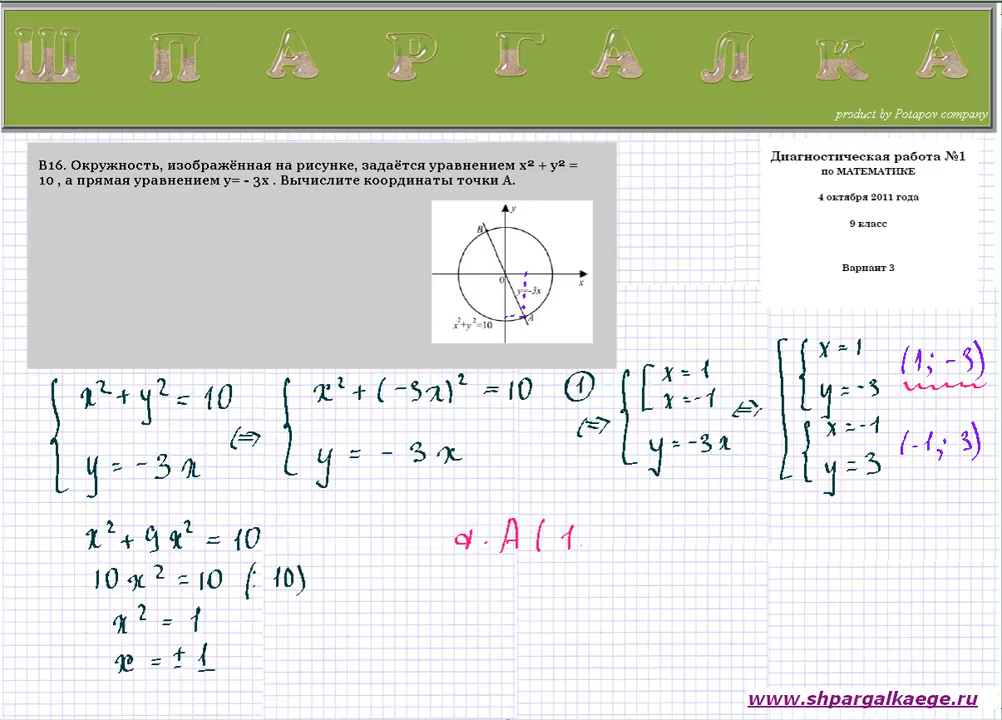 ШПАРГАЛКА
product by Potapov company
В16. Окружность, изображённая на рисунке, задаётся уравнением x² + y² =
10 , а прямая уравнением y= - 3x . Вычислите координаты точки А.
Диагностическая работа №1
по МАТЕМАТИКЕ
4 октября 2011 года
9 класс
Вариант 3
y
B
0
x
y=-3x
A
x²+y²=10
x² + y² = 10
y = - 3x
(=)
x² + (-3x)² = 10 ①
y = - 3x
(=)
x = 1
x = -1
y = -3x
(=)
x = 1
y = -3
(1; -3)
x = -1
y = 3
(-1; 3)
x² + 9x² = 10
10x² = 10 (: 10)
x² = 1
x = ± 1
A ( 1
www.shpargalkaege.ru